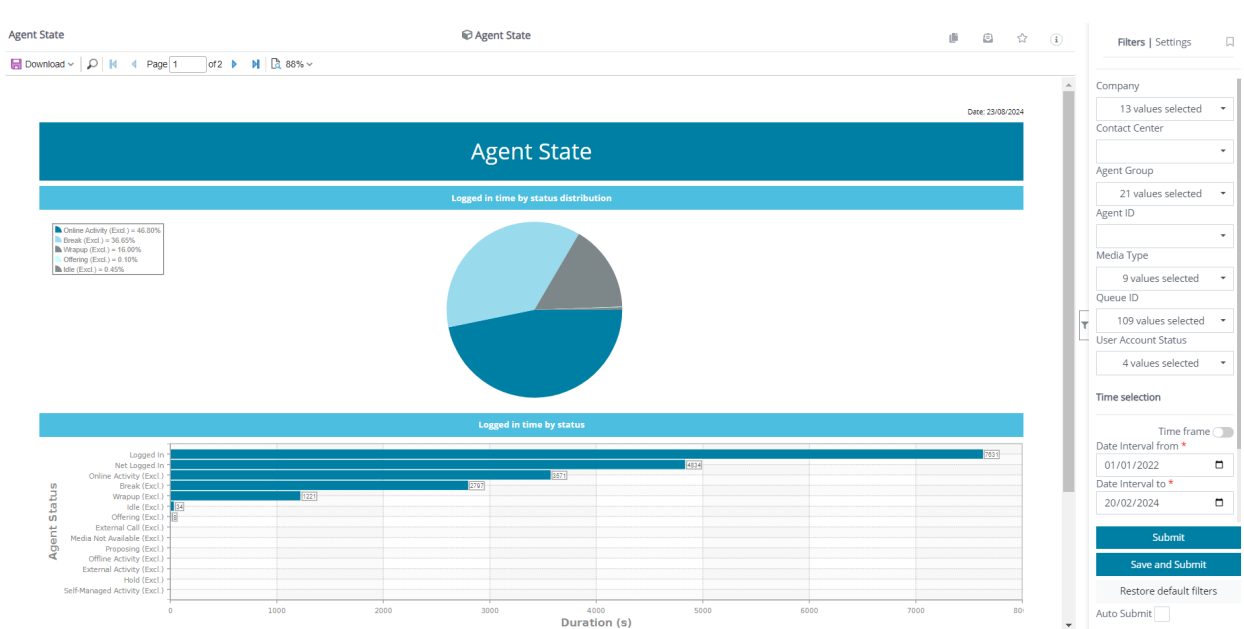 Agent State
Agent State
Filters | Settings
Download
Page 1 of 2
88%
Date: 23/08/2024
Agent State
Logged in time by status distribution
Online Activity (Excl.) = 46.80%
Break (Excl.) = 36.65%
Wrapup (Excl.) = 16.00%
Offering (Excl.) = 0.10%
Idle (Excl.) = 0.45%
Logged in time by status
Agent Status
Logged In 7631
Net Logged In 4834
Online Activity (Excl.) 3571
Break (Excl.) 2797
Wrapup (Excl.) 1221
Idle (Excl.) 34
Offering (Excl.) 8
External Call (Excl.)
Media Not Available (Excl.)
Proposing (Excl.)
Offline Activity (Excl.)
External Activity (Excl.)
Hold (Excl.)
Self-Managed Activity (Excl.)
0 1000 2000 3000 4000 5000 6000 7000 80
Duration (s)
Company
13 values selected
Contact Center
Agent Group
21 values selected
Agent ID
Media Type
9 values selected
Queue ID
109 values selected
User Account Status
4 values selected
Time selection
Time frame
Date Interval from *
01/01/2022
Date Interval to *
20/02/2024
Submit
Save and Submit
Restore default filters
Auto Submit